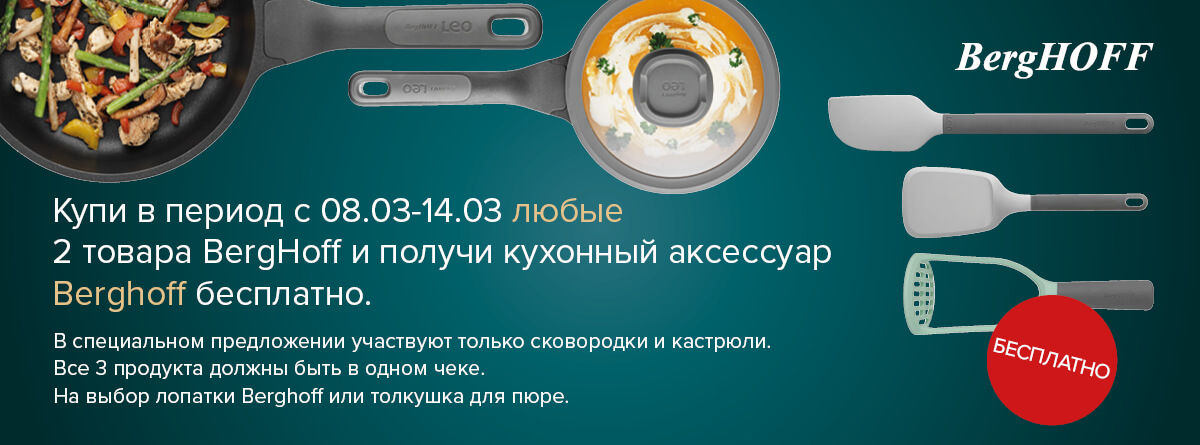 LEO
LEO
LEO
BergHOFF
Купи в период с 08.03-14.03 любые
2 товара BergHoff и получи кухонный аксессуар
Berghoff бесплатно.
В специальном предложении участвуют только сковородки и кастрюли.
Все 3 продукта должны быть в одном чеке.
На выбор лопатки Berghoff или толкушка для пюре.
БЕСПЛАТНО